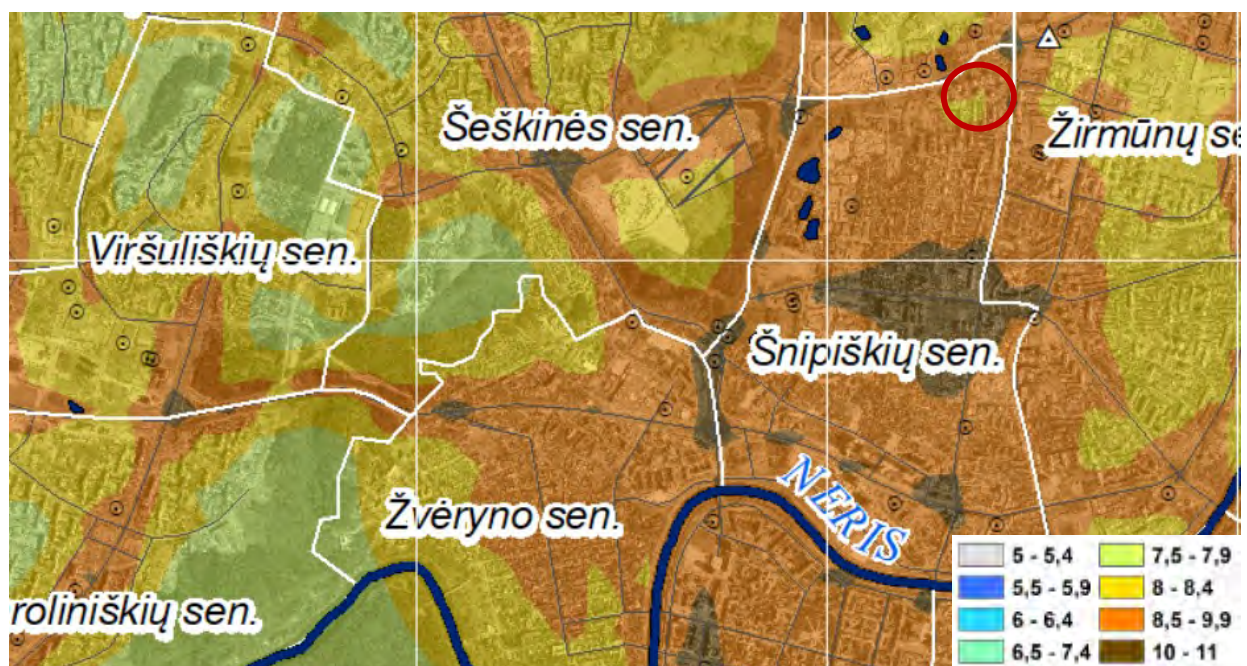 Šeškinės sen.
Žirmūnų se
Viršuliškių sen.
Šnipiškių sen.
Žvėryno sen.
NERIS
roliniškių sen.
5 - 5,4
7,5 - 7,9
5,5 - 5,9
8 - 8,4
6 - 6,4
8,5 - 9,9
6,5 - 7,4
10 - 11